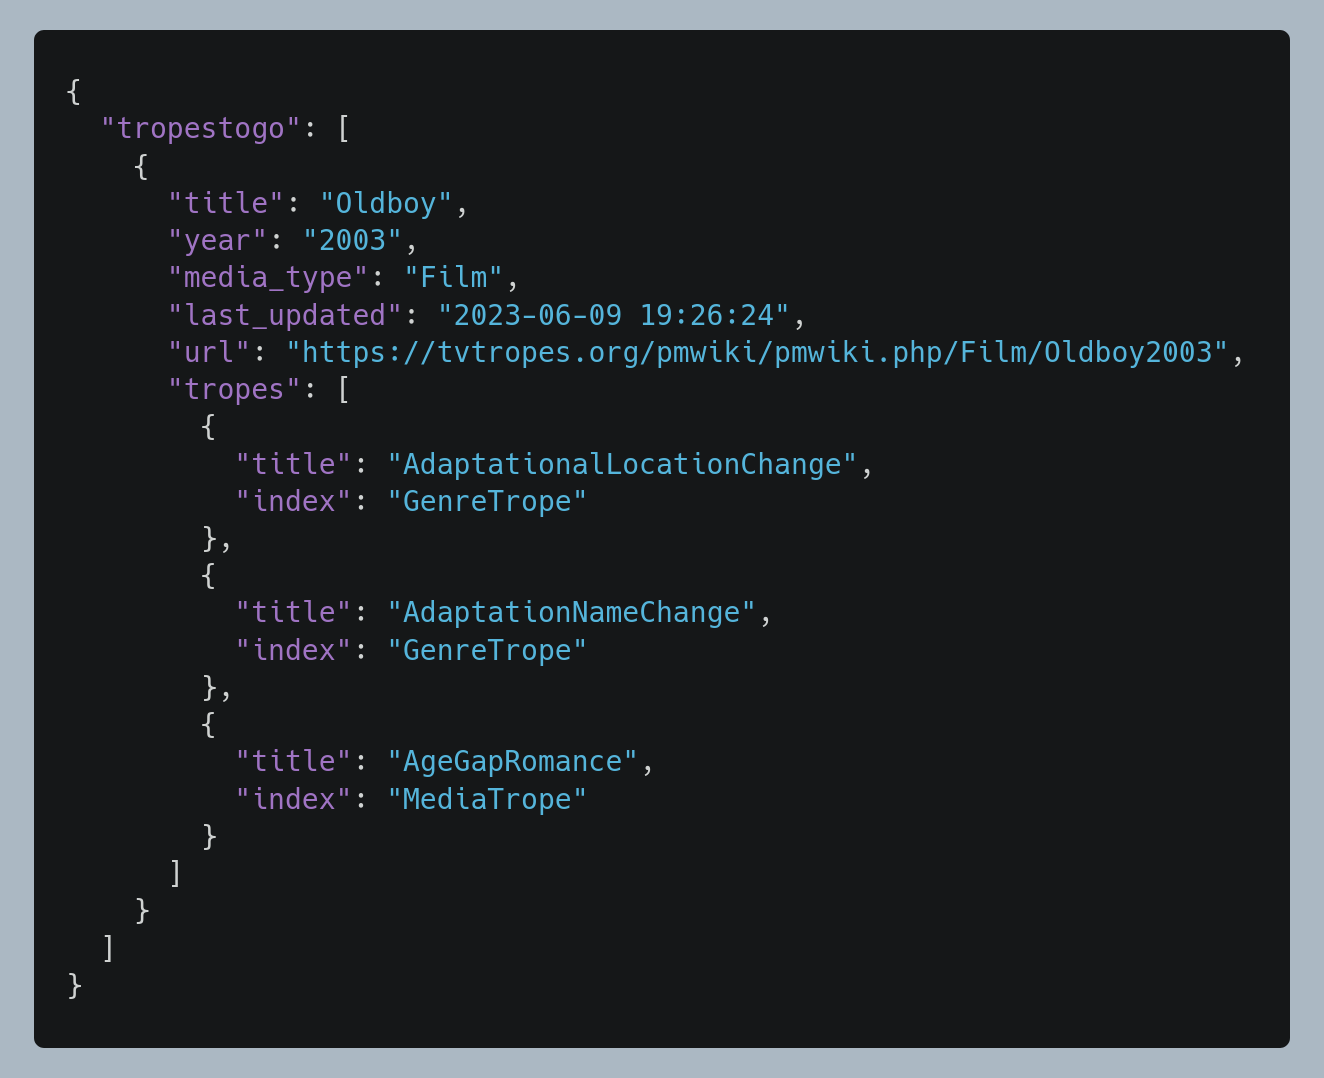 {
  "tropestogo": [
    {
      "title": "Oldboy",
      "year": "2003",
      "media_type": "Film",
      "last_updated": "2023-06-09 19:26:24",
      "url": "https://tvtropes.org/pmwiki/pmwiki.php/Film/Oldboy2003",
      "tropes": [
        {
          "title": "AdaptationalLocationChange",
          "index": "GenreTrope"
        },
        {
          "title": "AdaptationNameChange",
          "index": "GenreTrope"
        },
        {
          "title": "AgeGapRomance",
          "index": "MediaTrope"
        }
      ]
    }
  ]
}